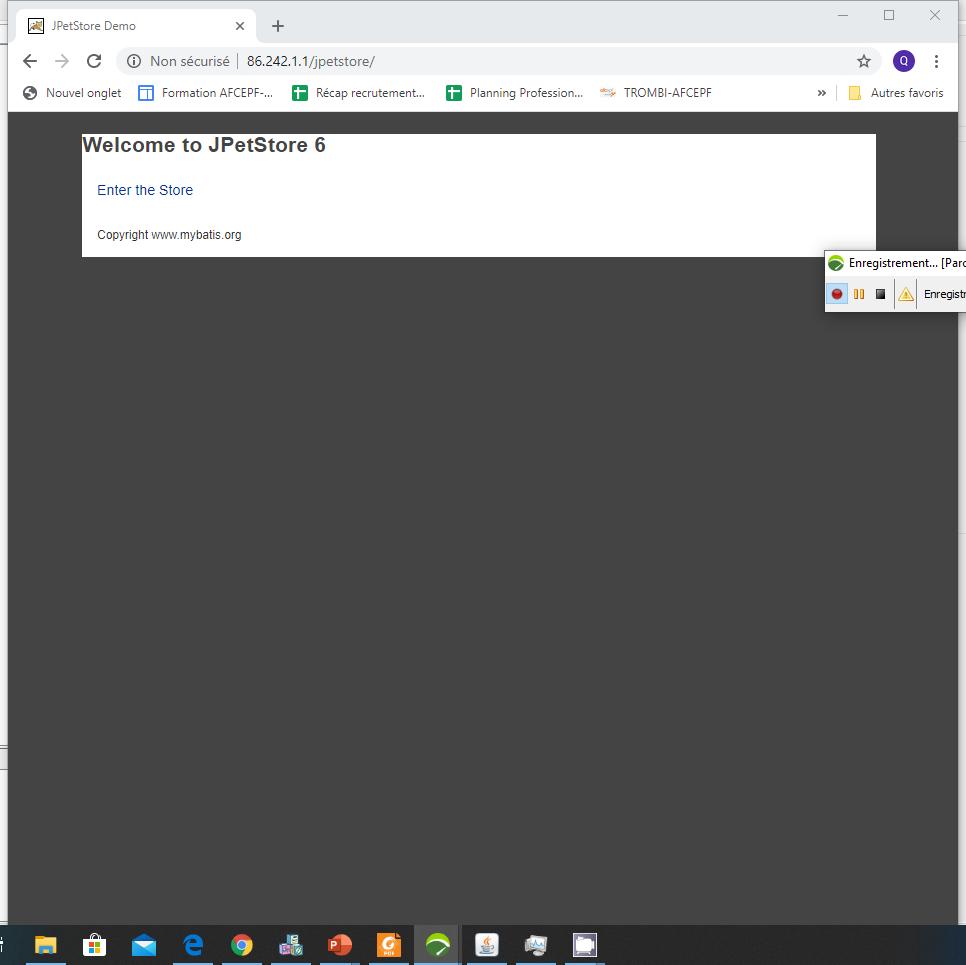 JPetStore Demo
Non sécurisé 86.242.1.1/jpetstore/ Q
Nouvel onglet Formation AFCEPF-... Récap recrutement... Planning Profession... TROMBI-AFCEPF » Autres favoris
Welcome to JPetStore 6
Enter the Store
Copyright www.mybatis.org
Enregistrement... [Parc
Enregistr